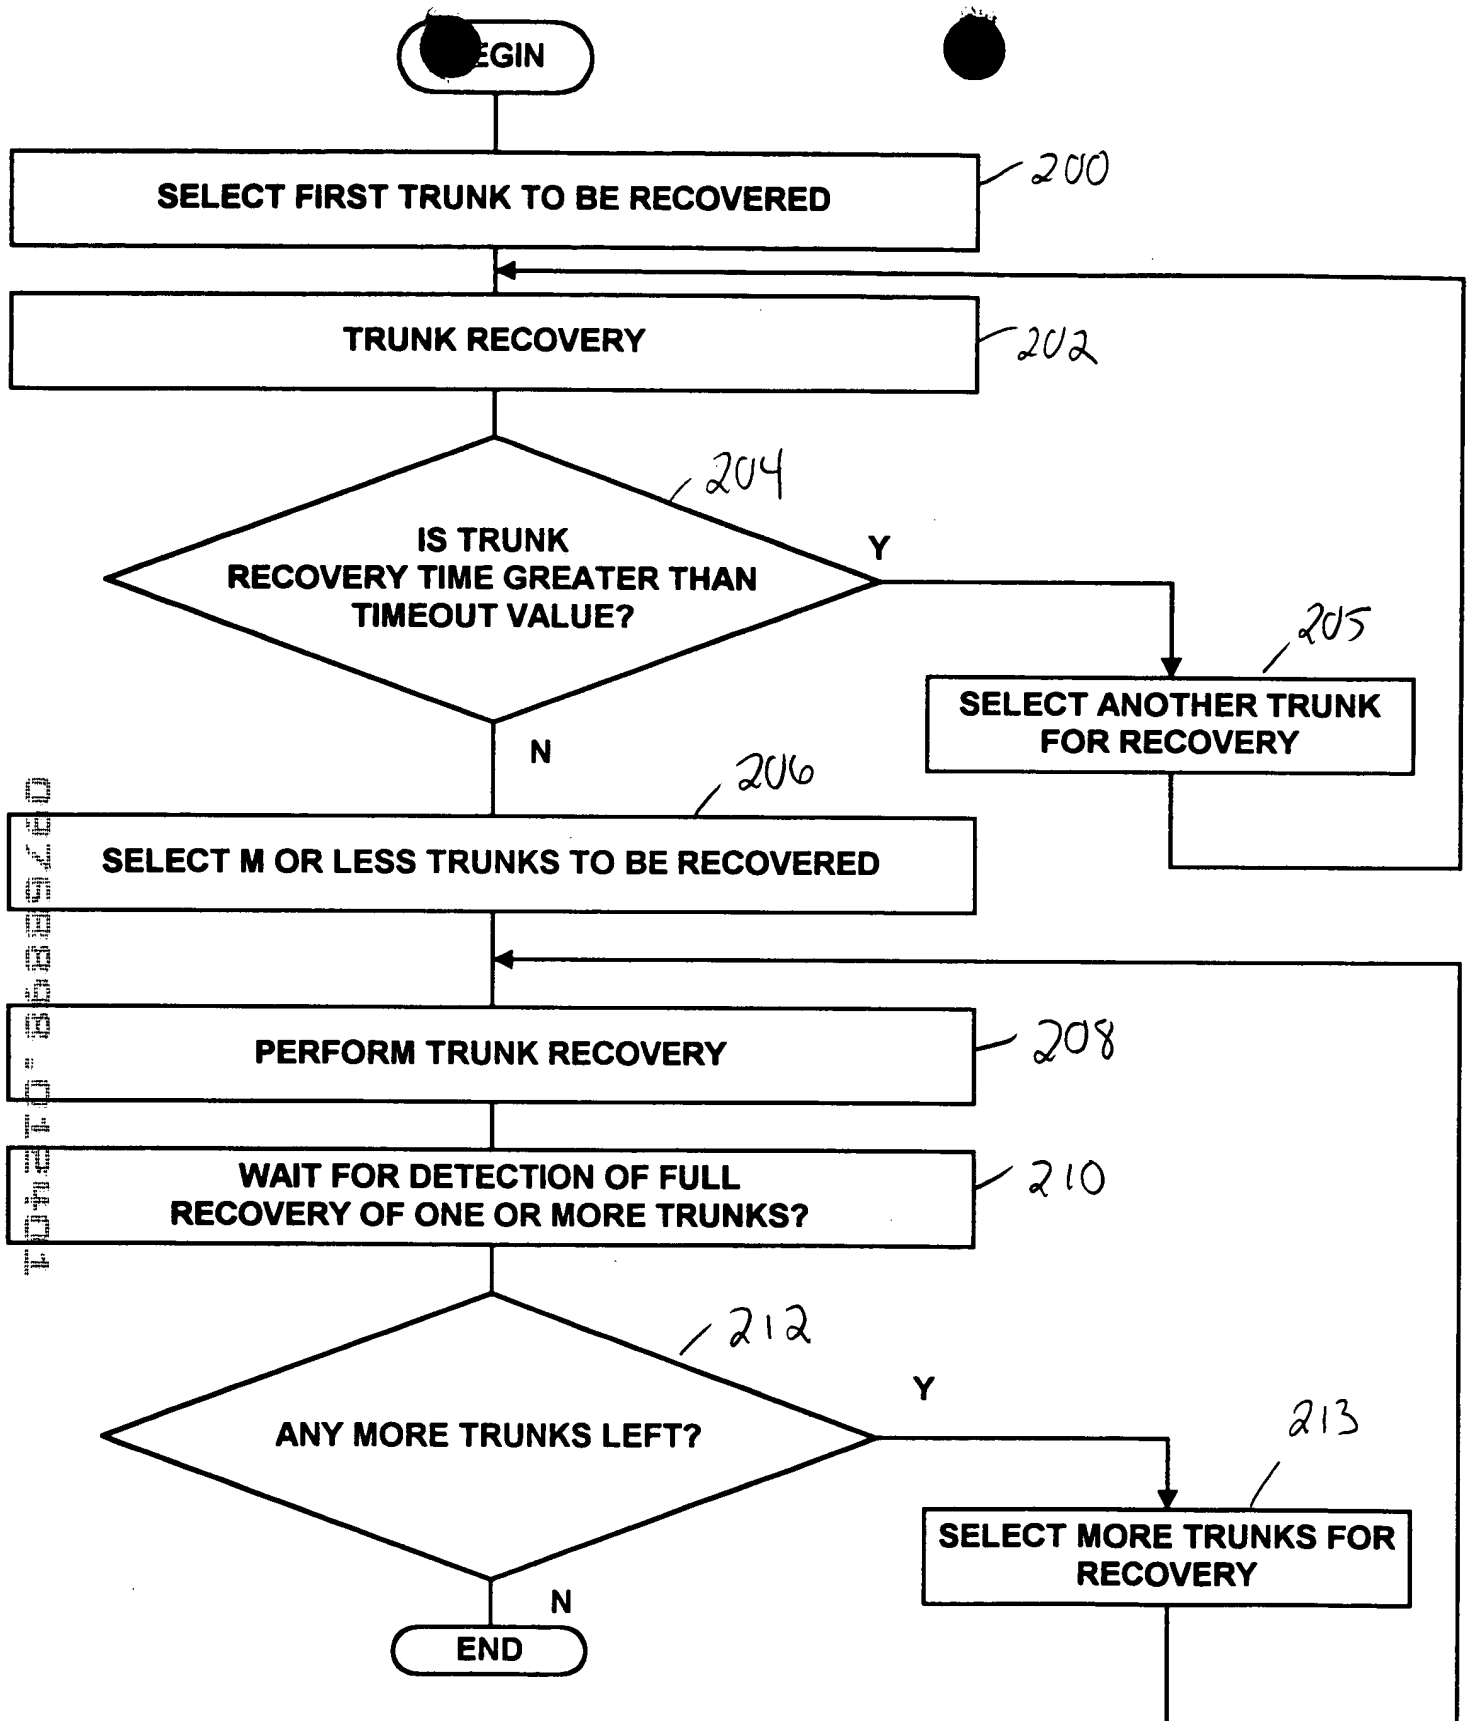 EGIN
200
SELECT FIRST TRUNK TO BE RECOVERED
TRUNK RECOVERY
202
204
IS TRUNK
RECOVERY TIME GREATER THAN
TIMEOUT VALUE?
Y
205
SELECT ANOTHER TRUNK
FOR RECOVERY
N
206
SELECT M OR LESS TRUNKS TO BE RECOVERED
PERFORM TRUNK RECOVERY
208
WAIT FOR DETECTION OF FULL
RECOVERY OF ONE OR MORE TRUNKS?
210
212
ANY MORE TRUNKS LEFT?
Y
213
SELECT MORE TRUNKS FOR
RECOVERY
N
END